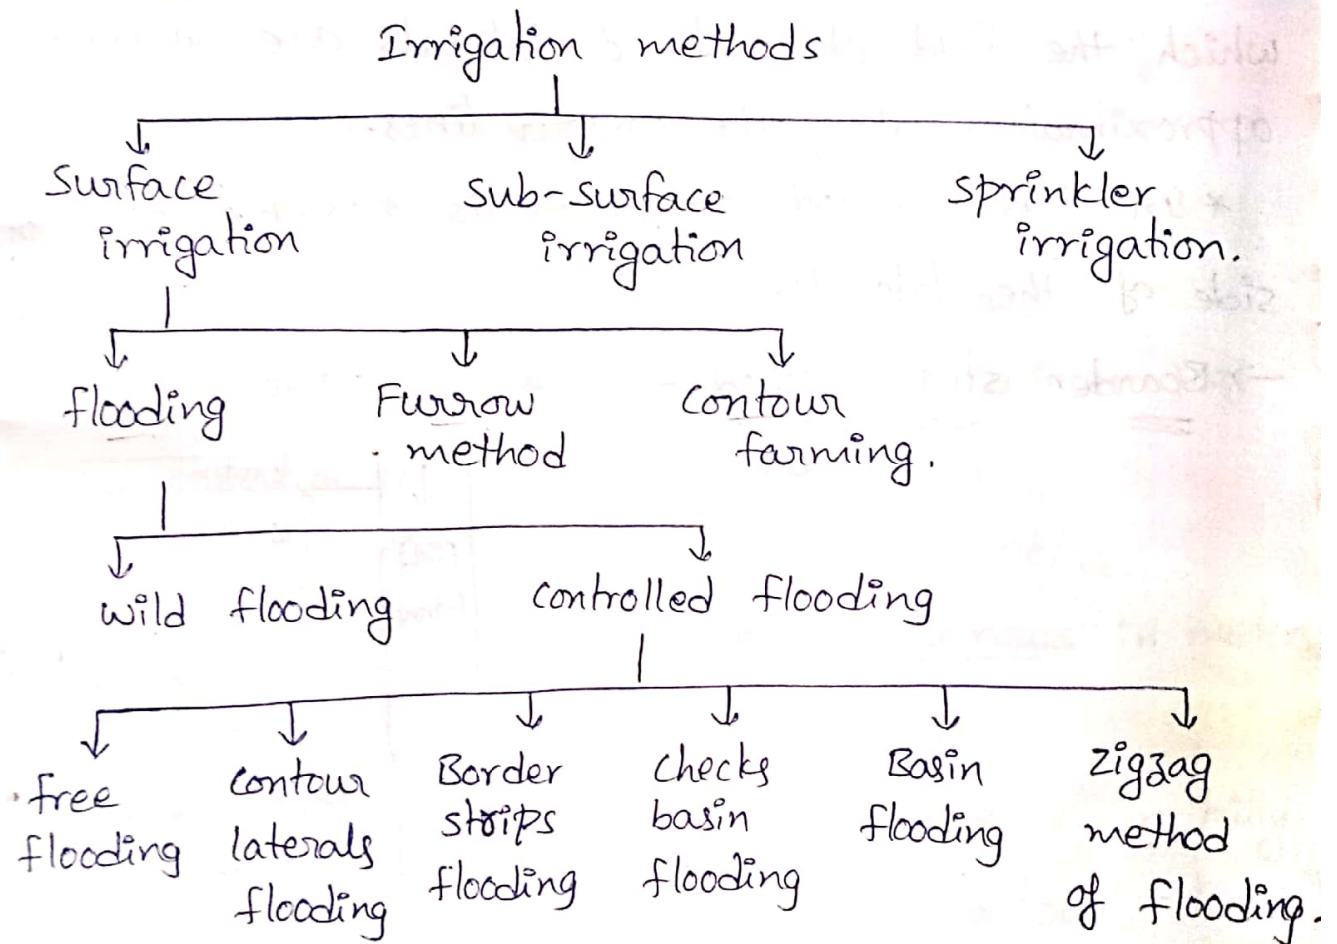 Irrigation methods
Surface irrigation
sub-surface irrigation
sprinkler irrigation.
flooding
Furrow method
Contour farming.
wild flooding
controlled flooding
free flooding
contour laterals flooding
Border strips flooding
checks basin flooding
Basin flooding
zigzag method of flooding.